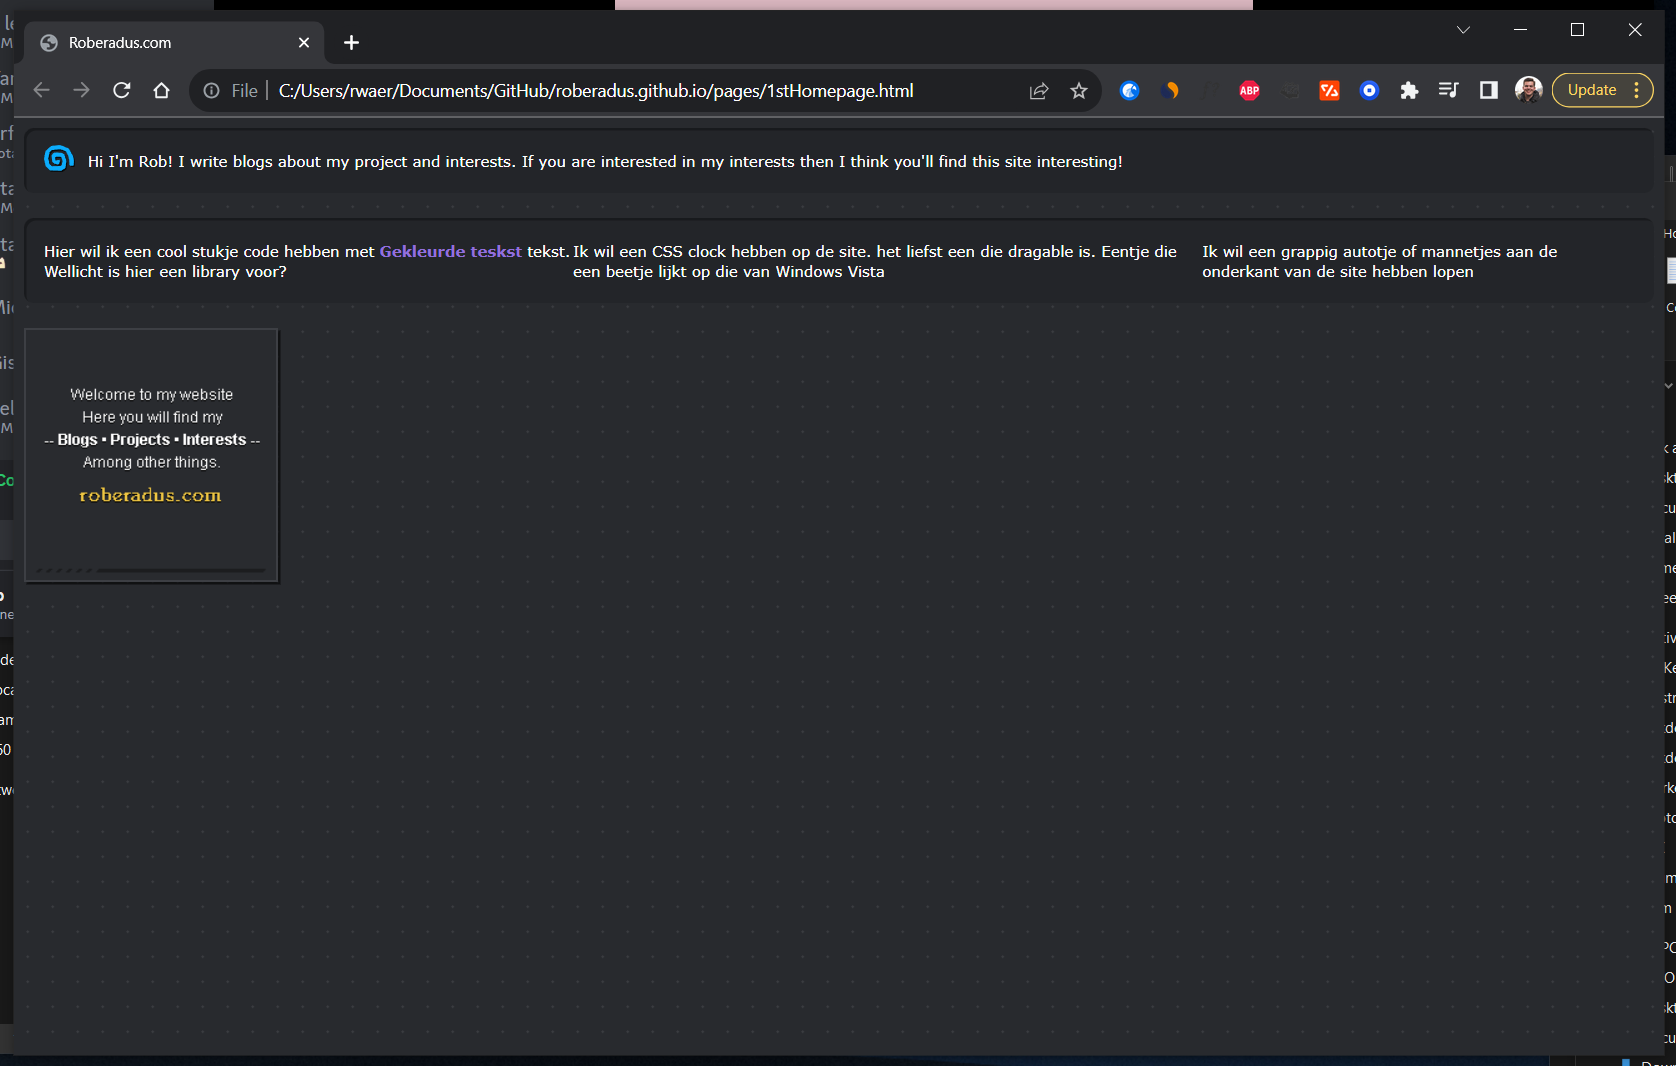 Roberadus.com
File
C:/Users/rwaer/Documents/GitHub/roberadus.github.io/pages/1stHomepage.html
ABP
Update
Hi I'm Rob! I write blogs about my project and interests. If you are interested in my interests then I think you'll find this site interesting!
Hier wil ik een cool stukje code hebben met Gekleurde teskst tekst.
Wellicht is hier een library voor?
Ik wil een CSS clock hebben op de site. het liefst een die dragable is. Eentje die
een beetje lijkt op die van Windows Vista
Ik wil een grappig autotje of mannetjes aan de
onderkant van de site hebben lopen
Welcome to my website
Here you will find my
-- Blogs • Projects • Interests --
Among other things.
roberadus.com